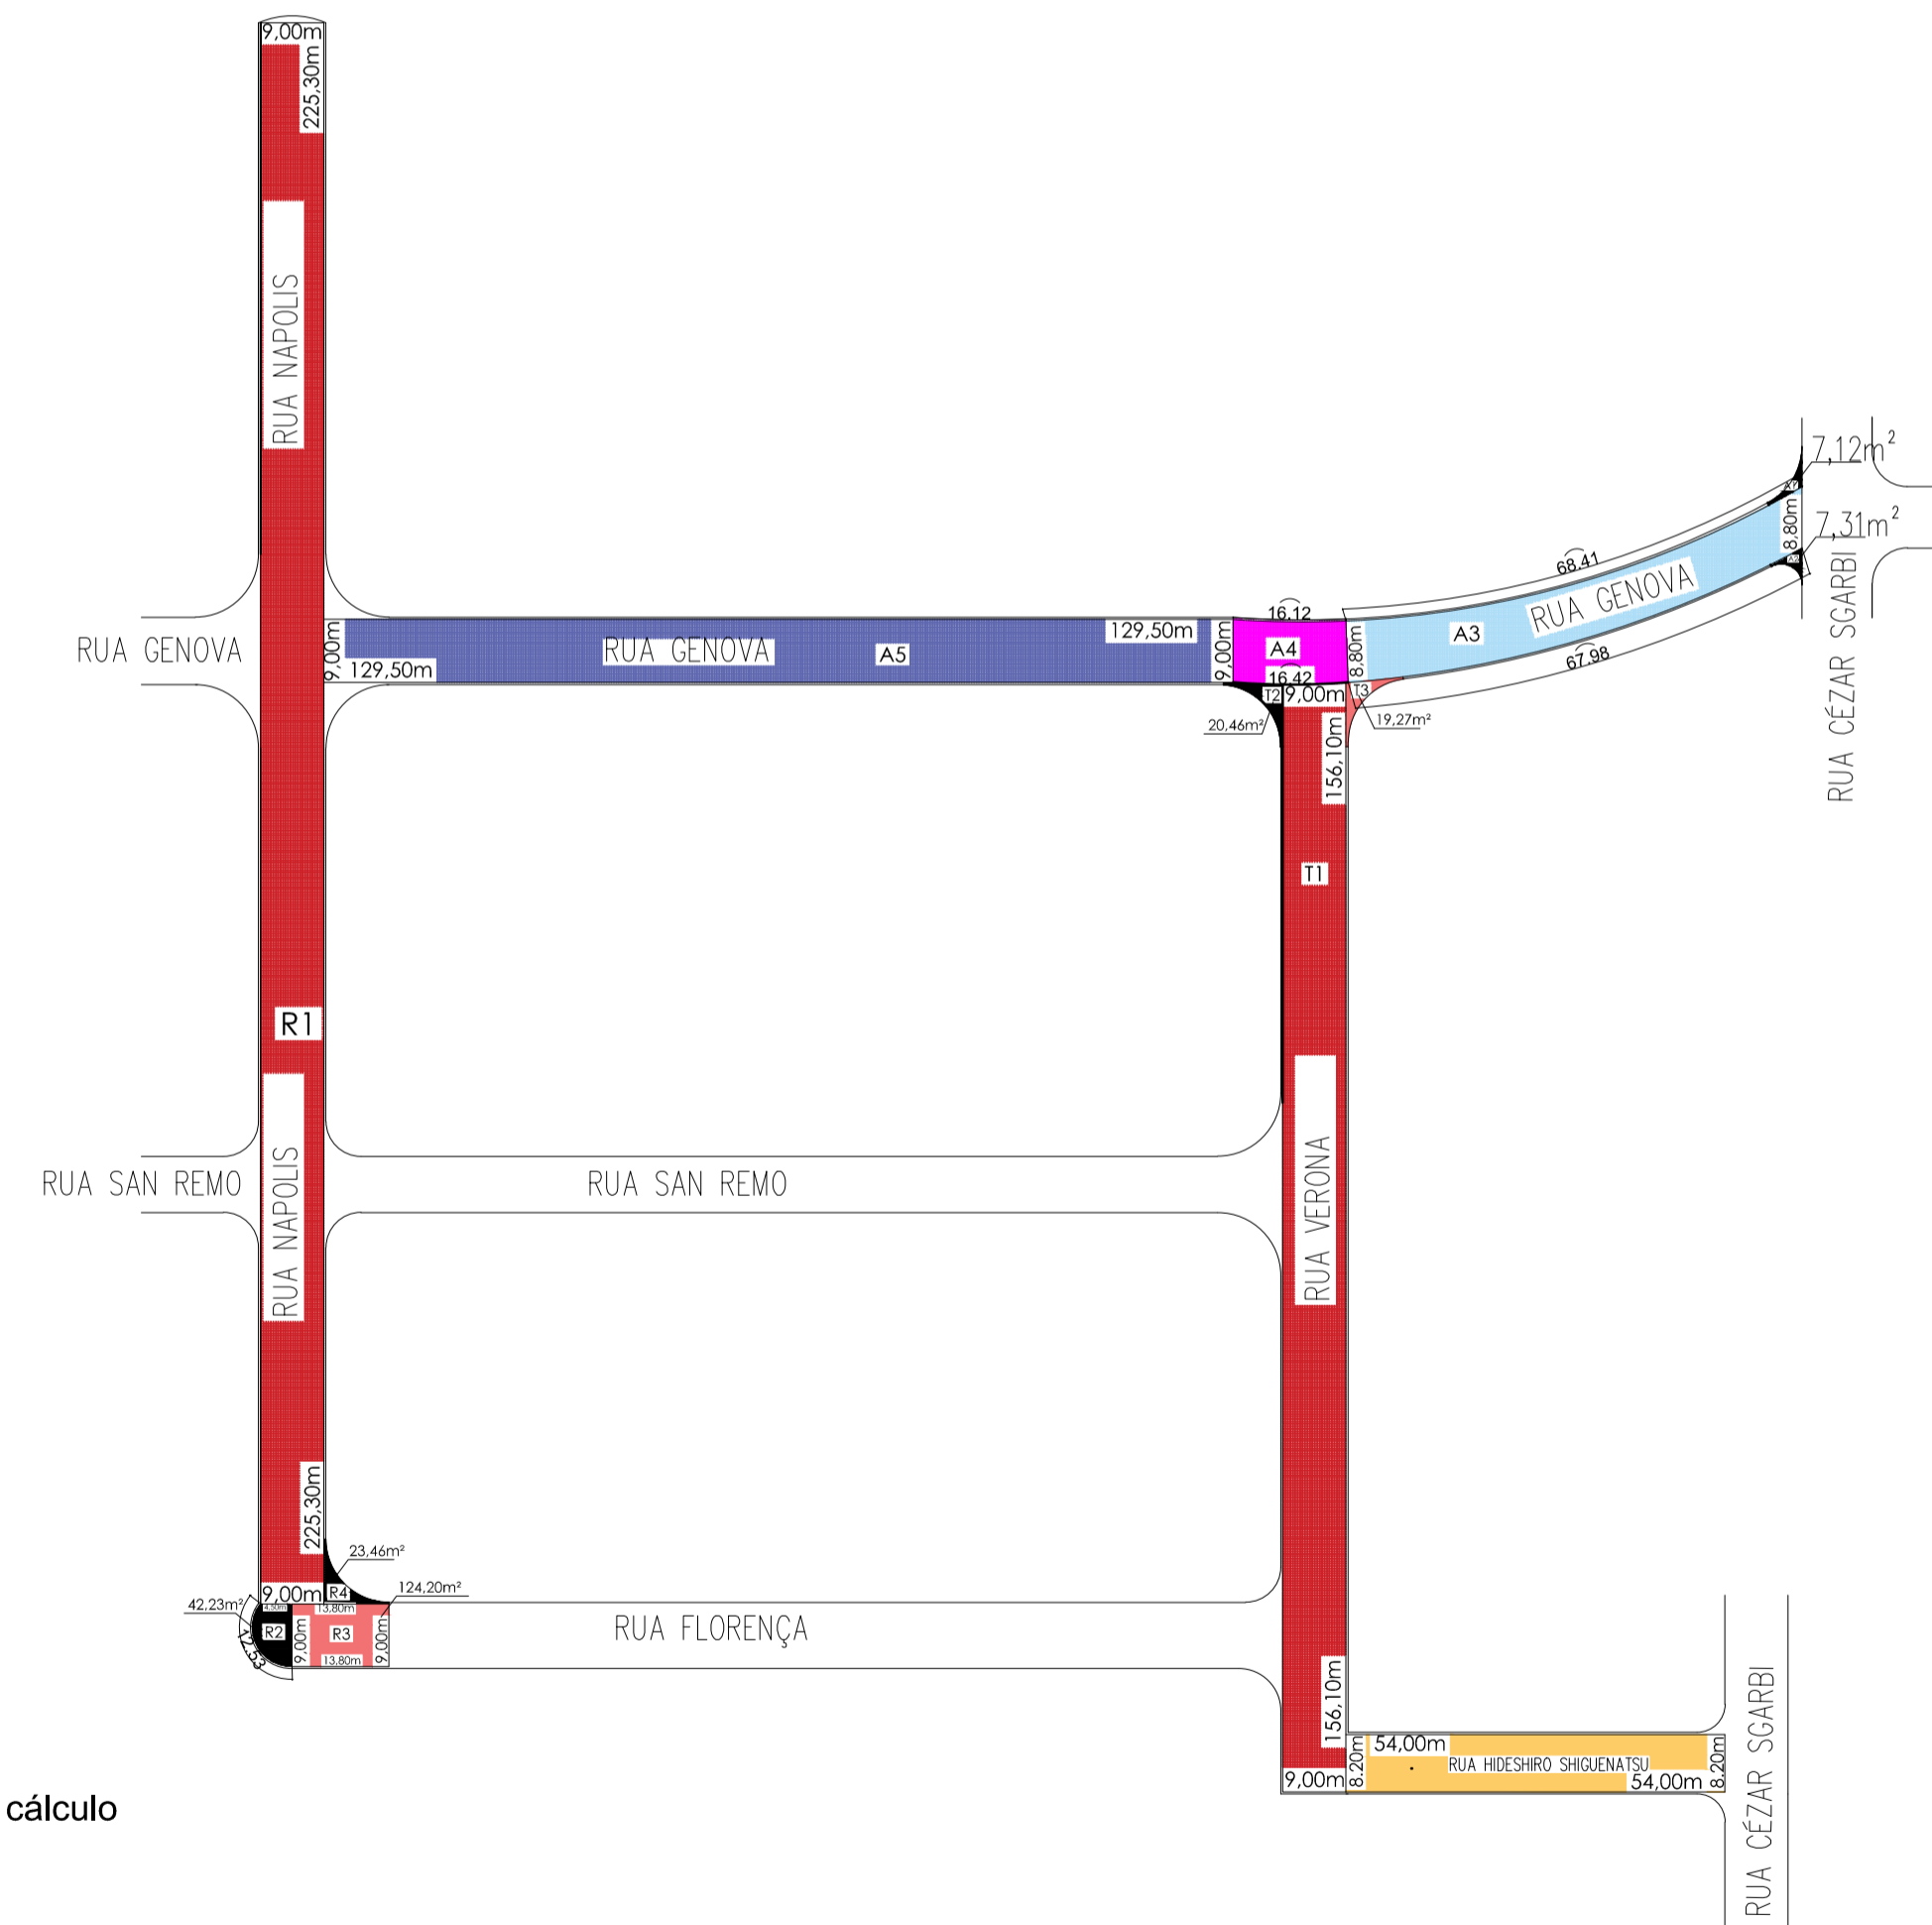 9,00m
225,30m
RUA NAPOLIS
7,12m²
8,80m
7,31m²
68.41
RUA GENOVA
67.98
RUA CÉZAR SGARBI
16.12
A4
16.42
8,80m
A3
RUA GENOVA
9,00m
129,50m
RUA GENOVA
A5
129,50m
9,00m
T2
9,00m
T3
20,46m²
19,27m²
156,10m
T1
R1
RUA NAPOLIS
RUA SAN REMO
RUA SAN REMO
RUA VERONA
225,30m
23,46m²
9,00m
R4
124,20m²
42,23m²
4,50m
13,80m
R2
9,00m
R3
9,00m
13,80m
12.53
RUA FLORENÇA
156,10m
9,00m
8.20m
54,00m
RUA HIDESHIRO SHIGUENATSU
54,00m
8.20m
RUA CÉZAR SGARBI
cálculo